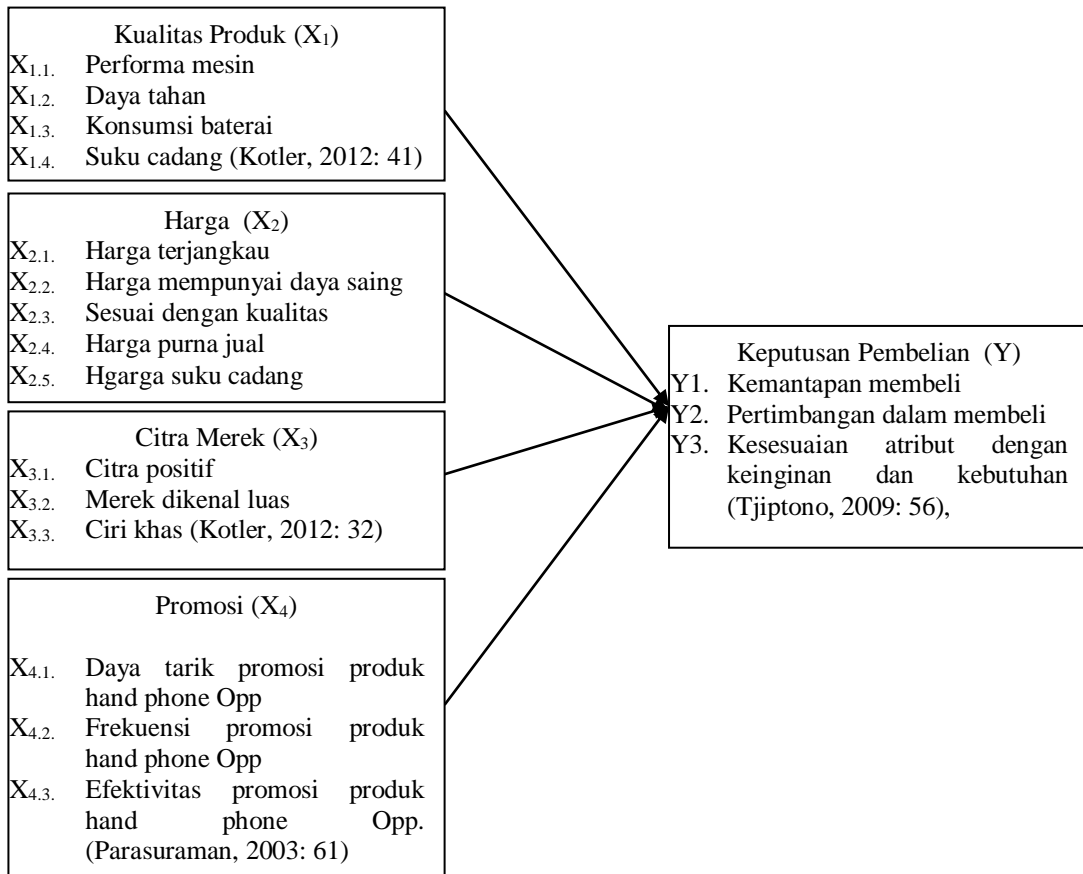 Kualitas Produk (X1)
X1.1. Performa mesin
X1.2. Daya tahan
X1.3. Konsumsi baterai
X1.4. Suku cadang (Kotler, 2012: 41)
Harga (X2)
X2.1. Harga terjangkau
X2.2. Harga mempunyai daya saing
X2.3. Sesuai dengan kualitas
X2.4. Harga purna jual
X2.5. Hgarga suku cadang
Citra Merek (X3)
X3.1. Citra positif
X3.2. Merek dikenal luas
X3.3. Ciri khas (Kotler, 2012: 32)
Promosi (X4)
X4.1. Daya tarik promosi produk
hand phone Opp
X4.2. Frekuensi promosi produk
hand phone Opp
X4.3. Efektivitas promosi produk
hand phone Opp.
(Parasuraman, 2003: 61)
Keputusan Pembelian (Y)
Y1. Kemantapan membeli
Y2. Pertimbangan dalam membeli
Y3. Kesesuaian atribut dengan
keinginan dan kebutuhan
(Tjiptono, 2009: 56),